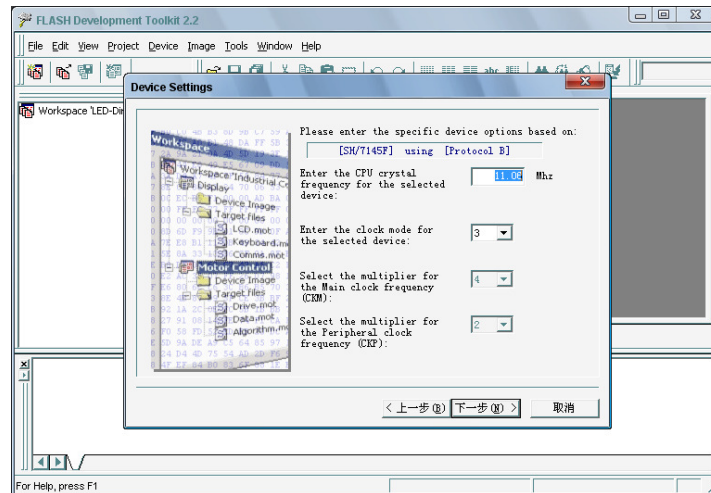 FLASH Development Toolkit 2.2
File Edit View Project Device Image Tools Window Help
Device Settings
Workspace 'LED-Dir
Please enter the specific device options based on:
[SH/7145F] using [Protocol B]
Enter the CPU crystal
frequency for the selected
device:
Mhz
Enter the clock mode for
the selected device:
3
Select the multiplier for
the Main clock frequency
(CKM):
4
Select the multiplier for
the Peripheral clock
frequency (CKP):
2
Workspace
Workspace 'Industrial Co
Display
Device Image
Target files
LCD.mot
Keyboard.m
Comms.mot
Motor Control
Device Image
Target files
Drive.mot
Data.mot
Algorithm.mo
< 上一步(B) 下一步(N) > 取消
For Help, press F1